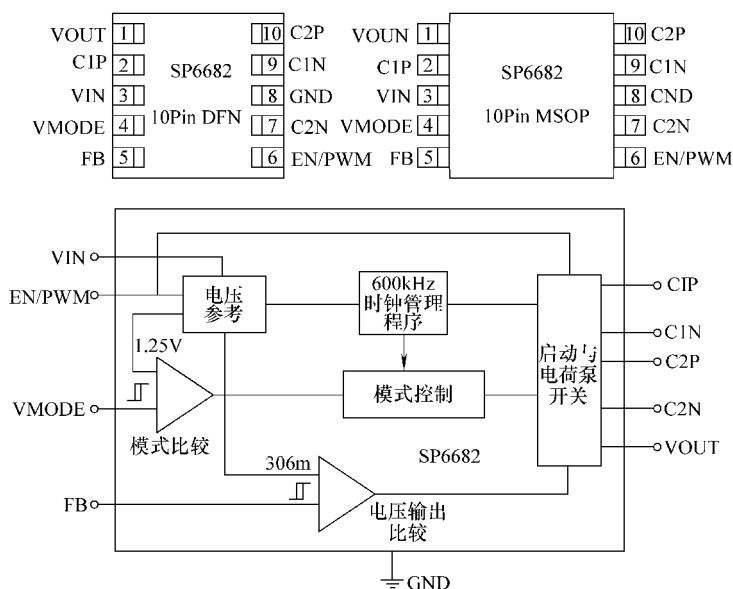 VOUT 1 10 C2P
C1P 2 9 C1N
VIN 3 8 GND
VMODE 4 7 C2N
FB 5 6 EN/PWM
SP6682
10Pin DFN
VOUN 1 10 C2P
C1P 2 9 C1N
VIN 3 8 CND
VMODE 4 7 C2N
FB 5 6 EN/PWM
SP6682
10Pin MSOP
VIN
EN/PWM
电压
参考
600kHz
时钟管理
程序
CIP
C1N
C2P
C2N
VOUT
启动与
电荷泵
开关
1.25V
VMODE
模式比较
模式控制
306m
SP6682
FB
电压输出
比较
GND